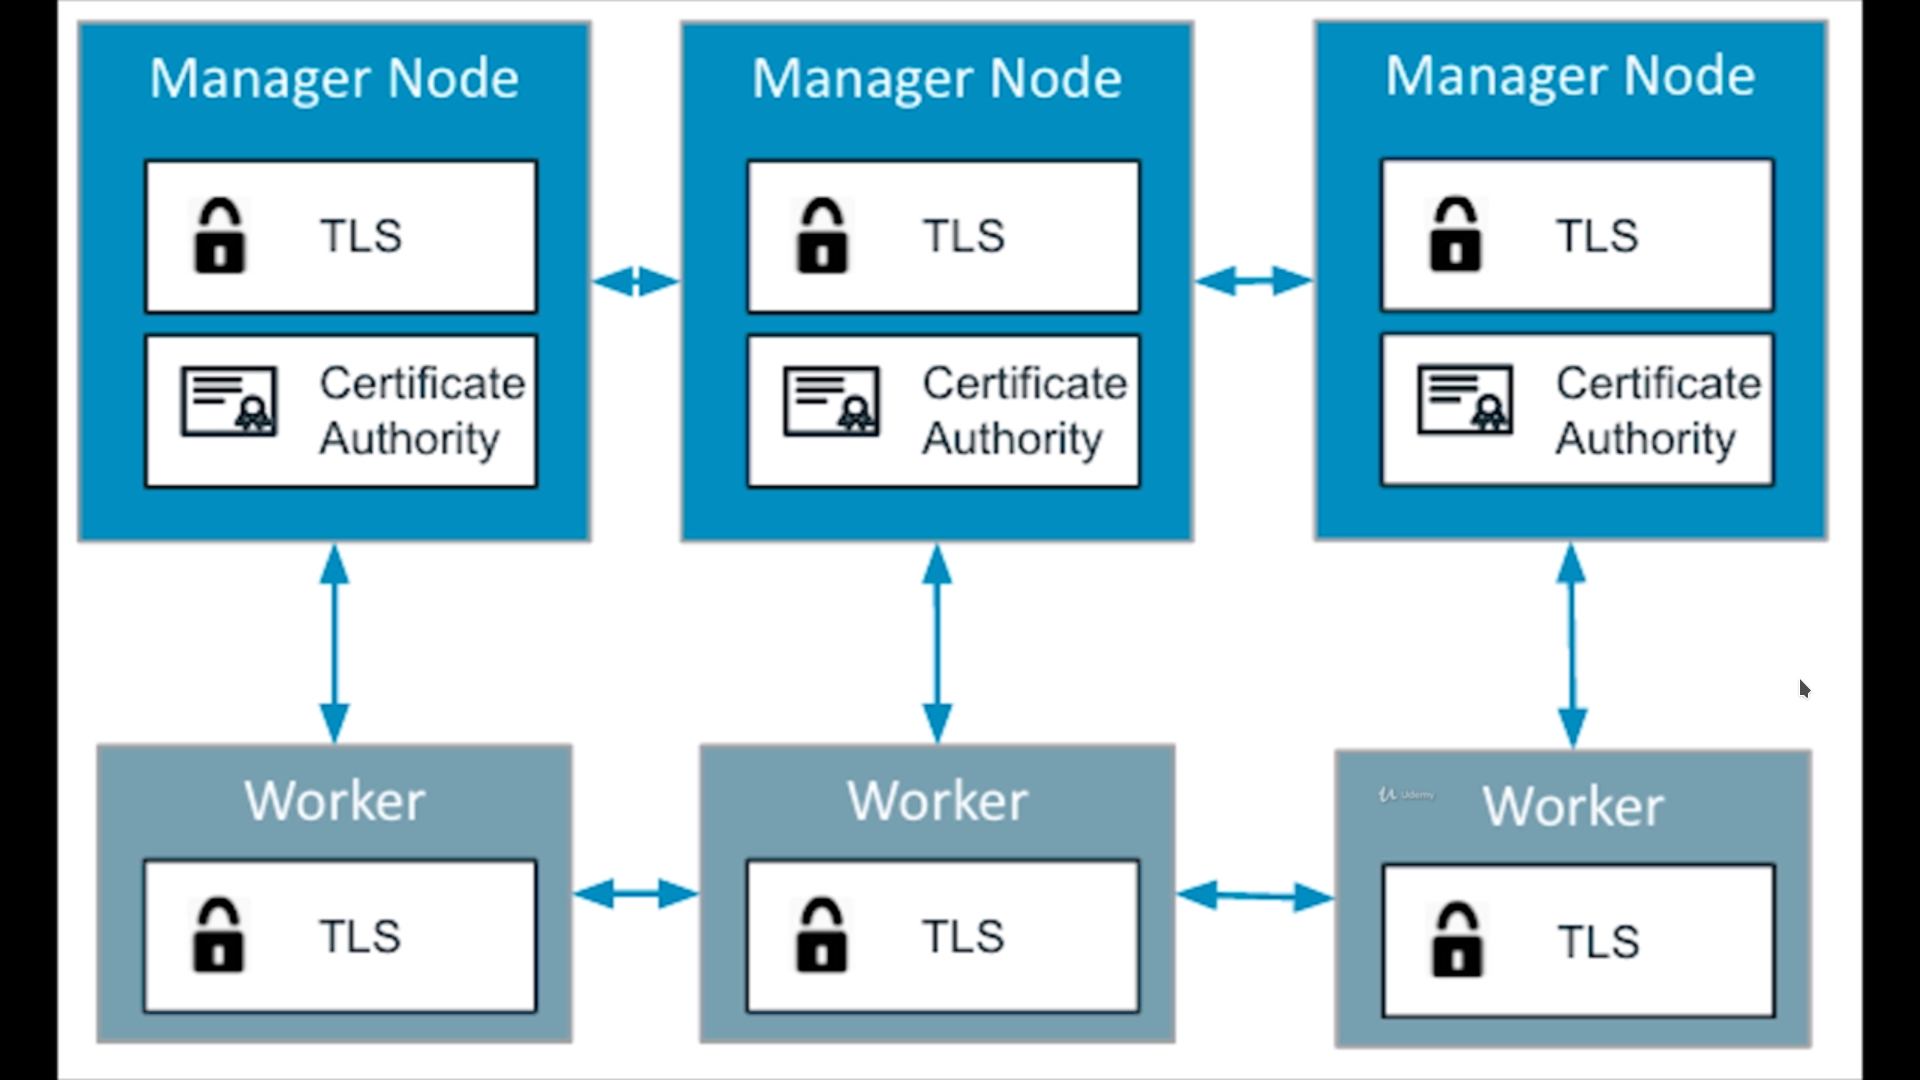 Manager Node
TLS
Certificate
Authority
Manager Node
TLS
Certificate
Authority
Manager Node
TLS
Certificate
Authority
Worker
TLS
Worker
TLS
Udemy
Worker
TLS